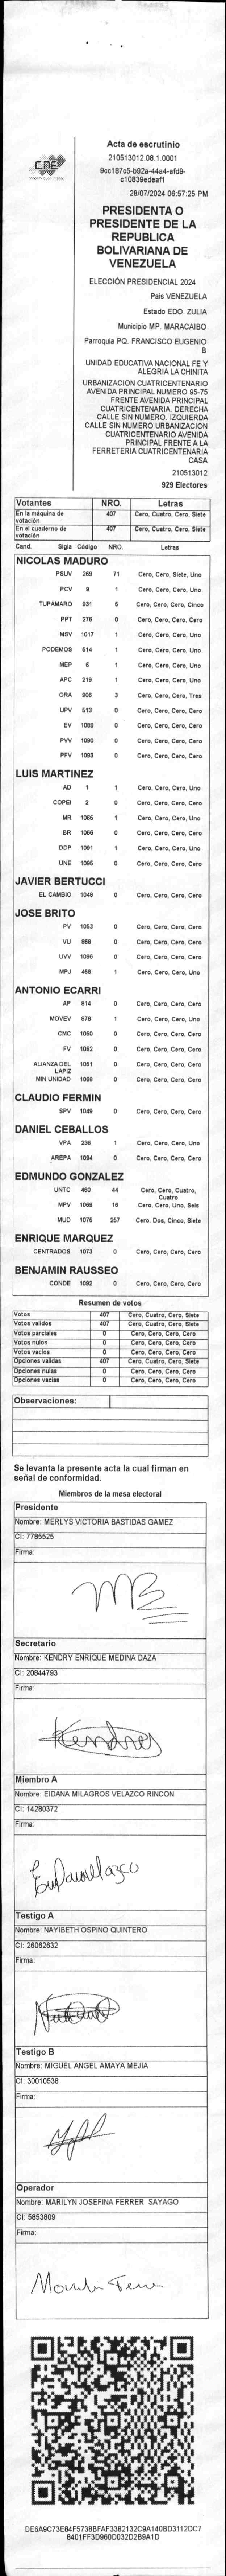 CNE
Acta de escrutinio
210513012.08.1.0001
9cc187c5-b92a-44a4-afd9-
c10839edeaf1
28/07/2024 06:57:25 PM
PRESIDENTA O
PRESIDENTE DE LA
REPUBLICA
BOLIVARIANA DE
VENEZUELA
ELECCIÓN PRESIDENCIAL 2024
Pais VENEZUELA
Estado EDO. ZULIA
Municipio MP. MARACAIBO
Parroquia PQ. FRANCISCO EUGENIO
B
UNIDAD EDUCATIVA NACIONAL FE Y
ALEGRIA LA CHINITA
URBANIZACION CUATRICENTENARIO
AVENIDA PRINCIPAL NUMERO 95-75
FRENTE AVENIDA PRINCIPAL
CUATRICENTENARIA. DERECHA
CALLE SIN NUMERO. IZQUIERDA
CALLE SIN NUMERO URBANIZACION
CUATRICENTENARIO AVENIDA
PRINCIPAL FRENTE A LA
FERRETERIA CUATRICENTENARIA
CASA
210513012
929 Electores
Votantes NRO. Letras
En la máquina de votación 407 Cero, Cuatro, Cero, Siete
En el cuaderno de votación 407 Cero, Cuatro, Cero, Siete
Cand. Sigla Código NRO. Letras
NICOLAS MADURO
PSUV 269 71 Cero, Cero, Siete, Uno
PCV 9 1 Cero, Cero, Cero, Uno
TUPAMARO 931 5 Cero, Cero, Cero, Cinco
PPT 276 0 Cero, Cero, Cero, Cero
MSV 1017 1 Cero, Cero, Cero, Uno
PODEMOS 514 1 Cero, Cero, Cero, Uno
MEP 6 1 Cero, Cero, Cero, Uno
APC 219 1 Cero, Cero, Cero, Uno
ORA 906 3 Cero, Cero, Cero, Tres
UPV 513 0 Cero, Cero, Cero, Cero
EV 1089 0 Cero, Cero, Cero, Cero
PVV 1090 0 Cero, Cero, Cero, Cero
PFV 1093 0 Cero, Cero, Cero, Cero
LUIS MARTINEZ
AD 1 1 Cero, Cero, Cero, Uno
COPEI 2 0 Cero, Cero, Cero, Cero
MR 1065 1 Cero, Cero, Cero, Uno
BR 1066 0 Cero, Cero, Cero, Cero
DDP 1091 1 Cero, Cero, Cero, Uno
UNE 1095 0 Cero, Cero, Cero, Cero
JAVIER BERTUCCI
EL CAMBIO 1048 0 Cero, Cero, Cero, Cero
JOSE BRITO
PV 1053 0 Cero, Cero, Cero, Cero
VU 868 0 Cero, Cero, Cero, Cero
UVV 1096 0 Cero, Cero, Cero, Cero
MPJ 458 1 Cero, Cero, Cero, Uno
ANTONIO ECARRI
AP 814 0 Cero, Cero, Cero, Cero
MOVEV 878 1 Cero, Cero, Cero, Uno
CMC 1050 0 Cero, Cero, Cero, Cero
FV 1062 0 Cero, Cero, Cero, Cero
ALIANZA DEL LAPIZ 1051 0 Cero, Cero, Cero, Cero
MIN UNIDAD 1068 0 Cero, Cero, Cero, Cero
CLAUDIO FERMIN
SPV 1049 0 Cero, Cero, Cero, Cero
DANIEL CEBALLOS
VPA 236 1 Cero, Cero, Cero, Uno
AREPA 1094 0 Cero, Cero, Cero, Cero
EDMUNDO GONZALEZ
UNTC 460 44 Cero, Cero, Cuatro, Cuatro
MPV 1069 16 Cero, Cero, Uno, Seis
MUD 1075 257 Cero, Dos, Cinco, Siete
ENRIQUE MARQUEZ
CENTRADOS 1073 0 Cero, Cero, Cero, Cero
BENJAMIN RAUSSEO
CONDE 1092 0 Cero, Cero, Cero, Cero
Resumen de votos
Votos 407 Cero, Cuatro, Cero, Siete
Votos validos 407 Cero, Cuatro, Cero, Siete
Votos parciales 0 Cero, Cero, Cero, Cero
Votos nulos 0 Cero, Cero, Cero, Cero
Votos vacios 0 Cero, Cero, Cero, Cero
Opciones validas 407 Cero, Cuatro, Cero, Siete
Opciones nulas 0 Cero, Cero, Cero, Cero
Opciones vacias 0 Cero, Cero, Cero, Cero
Observaciones:
Se levanta la presente acta la cual firman en
señal de conformidad.
Miembros de la mesa electoral
Presidente
Nombre: MERLYS VICTORIA BASTIDAS GAMEZ
CI: 7785525
Firma:
Secretario
Nombre: KENDRY ENRIQUE MEDINA DAZA
CI: 20844793
Firma:
Miembro A
Nombre: EIDANA MILAGROS VELAZCO RINCON
CI: 14280372
Firma:
Testigo A
Nombre: NAYIBETH OSPINO QUINTERO
CI: 26062632
Firma:
Testigo B
Nombre: MIGUEL ANGEL AMAYA MEJIA
CI: 30010538
Firma:
Operador
Nombre: MARILYN JOSEFINA FERRER SAYAGO
CI: 5853809
Firma:
DE6A9C73E84F5738BFAF3382132C9A140BD3112DC7
8401FF3D960D032D2B9A1D